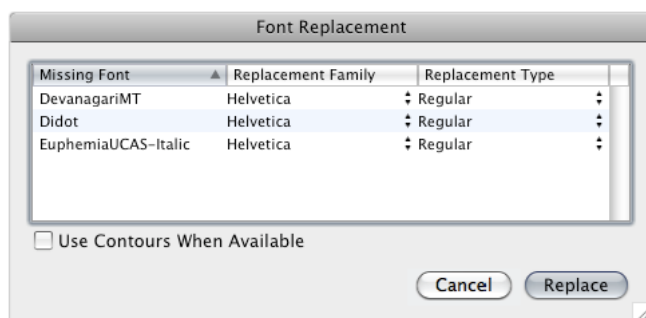 Font Replacement
Missing Font Replacement Family Replacement Type
DevanagariMT Helvetica Regular
Didot Helvetica Regular
EuphemiaUCAS-Italic Helvetica Regular
Use Contours When Available
Cancel Replace